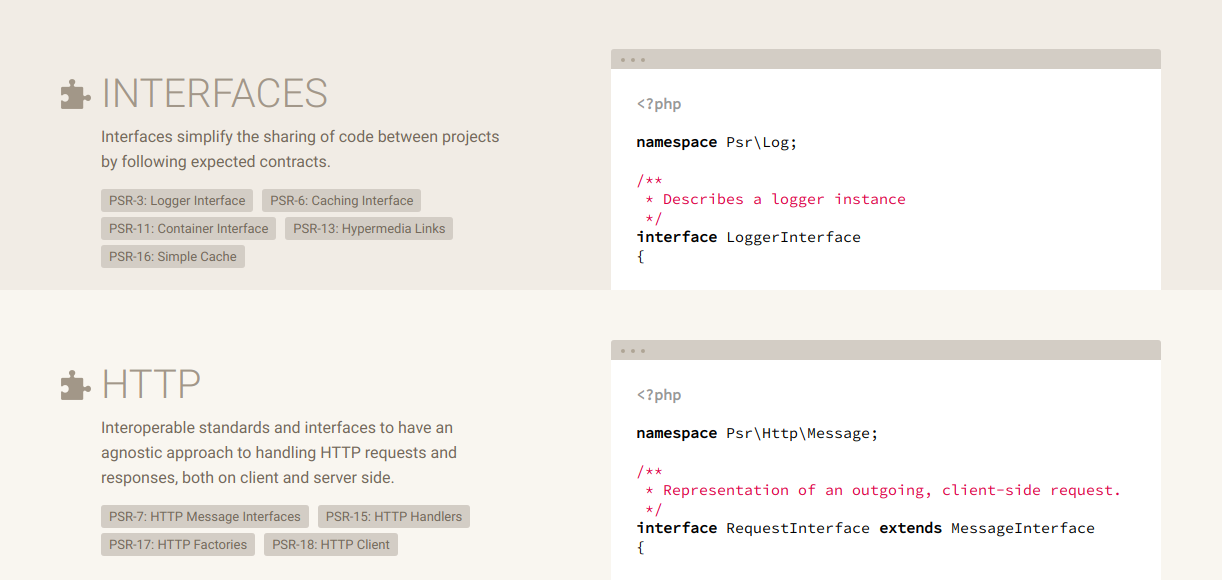 INTERFACES
Interfaces simplify the sharing of code between projects
by following expected contracts.
PSR-3: Logger Interface
PSR-6: Caching Interface
PSR-11: Container Interface
PSR-13: Hypermedia Links
PSR-16: Simple Cache
<?php
namespace Psr\Log;
/**
 * Describes a logger instance
 */
interface LoggerInterface
{
HTTP
Interoperable standards and interfaces to have an
agnostic approach to handling HTTP requests and
responses, both on client and server side.
PSR-7: HTTP Message Interfaces
PSR-15: HTTP Handlers
PSR-17: HTTP Factories
PSR-18: HTTP Client
<?php
namespace Psr\Http\Message;
/**
 * Representation of an outgoing, client-side request.
 */
interface RequestInterface extends MessageInterface
{